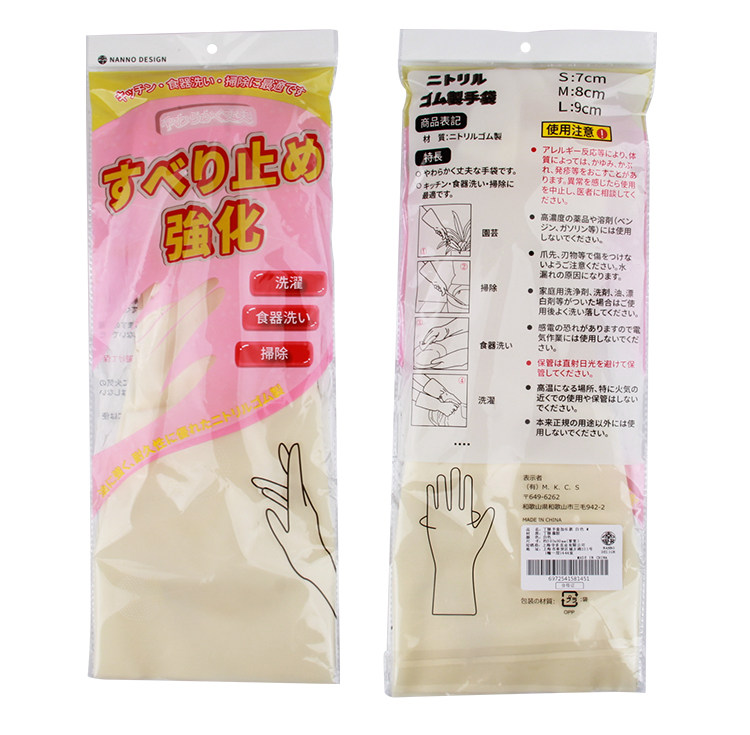 NANNO DESIGN
キッチン・食器洗い・掃除に最適です
すべり止め
強化
洗濯
食器洗い
掃除
ニトリル
ゴム製手袋
S:7cm
M:8cm
L:9cm
商品表記
材 質:ニトリルゴム製
特長
やわらかく丈夫な手袋です。
キッチン・食器洗い・掃除に
最適です。
園芸
掃除
食器洗い
洗濯
....
使用注意
アレルギー反応等により、体
質によっては、かゆみ、かぶ
れ、発疹等をおこすことがあ
ります。異常を感じたら使用
を中止し、医者に相談してく
ださい。
高濃度の薬品や溶剤(ベン
ジン、ガソリン等)には使用
しないでください。
爪先、刃物等で傷をつけな
いようご注意ください。水
漏れの原因になります。
家庭用洗浄剤、洗剤、油、漂
白剤等がついた場合はご使
用後よく洗い落してください。
感電の恐れがありますので電
気作業には使用しないでください。
保管は直射日光を避けて保
管してください。
高温になる場所、特に火気の
近くでの使用や保管はしない
でください。
本来正規の用途以外には使
用しないでください。
表示者
(有)M.K.C.S
〒649-6262
和歌山県和歌山市三毛942-2
MADE IN CHINA
MADE IN CHINA
6972541581451
包装の材質:
プラ
:袋
OPP